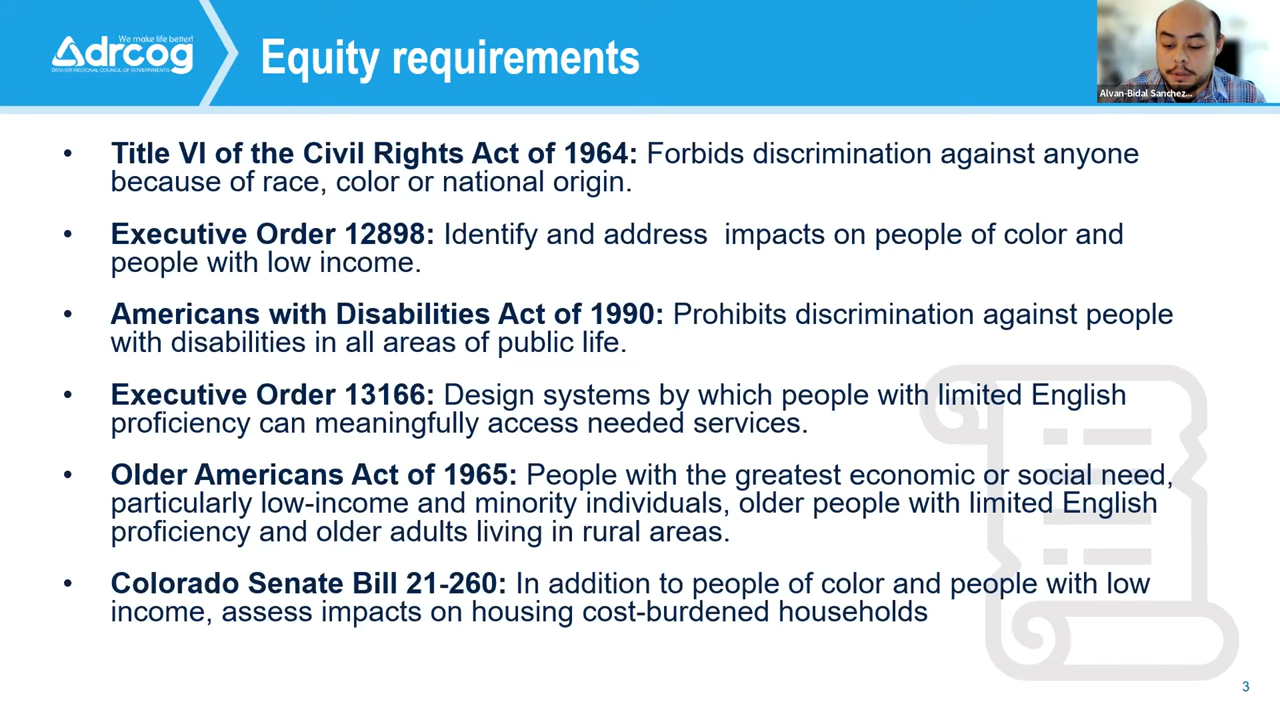 We make life better!
drcog
DENVER REGIONAL COUNCIL OF GOVERNMENTS
Equity requirements
Alvan-Bidal Sanchez...
• Title VI of the Civil Rights Act of 1964: Forbids discrimination against anyone
because of race, color or national origin.
• Executive Order 12898: Identify and address  impacts on people of color and
people with low income.
• Americans with Disabilities Act of 1990: Prohibits discrimination against people
with disabilities in all areas of public life.
• Executive Order 13166: Design systems by which people with limited English
proficiency can meaningfully access needed services.
• Older Americans Act of 1965: People with the greatest economic or social need,
particularly low-income and minority individuals, older people with limited English
proficiency and older adults living in rural areas.
• Colorado Senate Bill 21-260: In addition to people of color and people with low
income, assess impacts on housing cost-burdened households
3